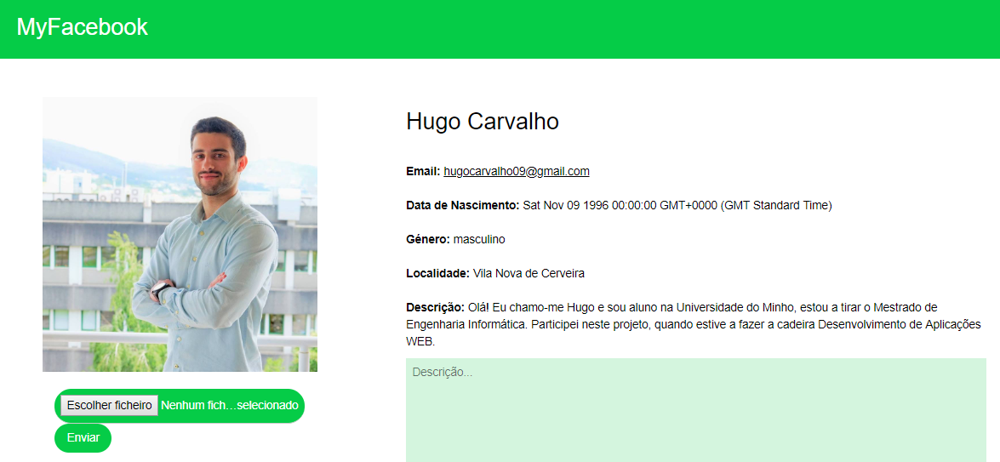 MyFacebook
Hugo Carvalho
Email: hugocarvalho09@gmail.com
Data de Nascimento: Sat Nov 09 1996 00:00:00 GMT+0000 (GMT Standard Time)
Género: masculino
Localidade: Vila Nova de Cerveira
Descrição: Olá! Eu chamo-me Hugo e sou aluno na Universidade do Minho, estou a tirar o Mestrado de
Engenharia Informática. Participei neste projeto, quando estive a fazer a cadeira Desenvolvimento de Aplicações
WEB.
Descrição...
Escolher ficheiro Nenhum fich…selecionado
Enviar